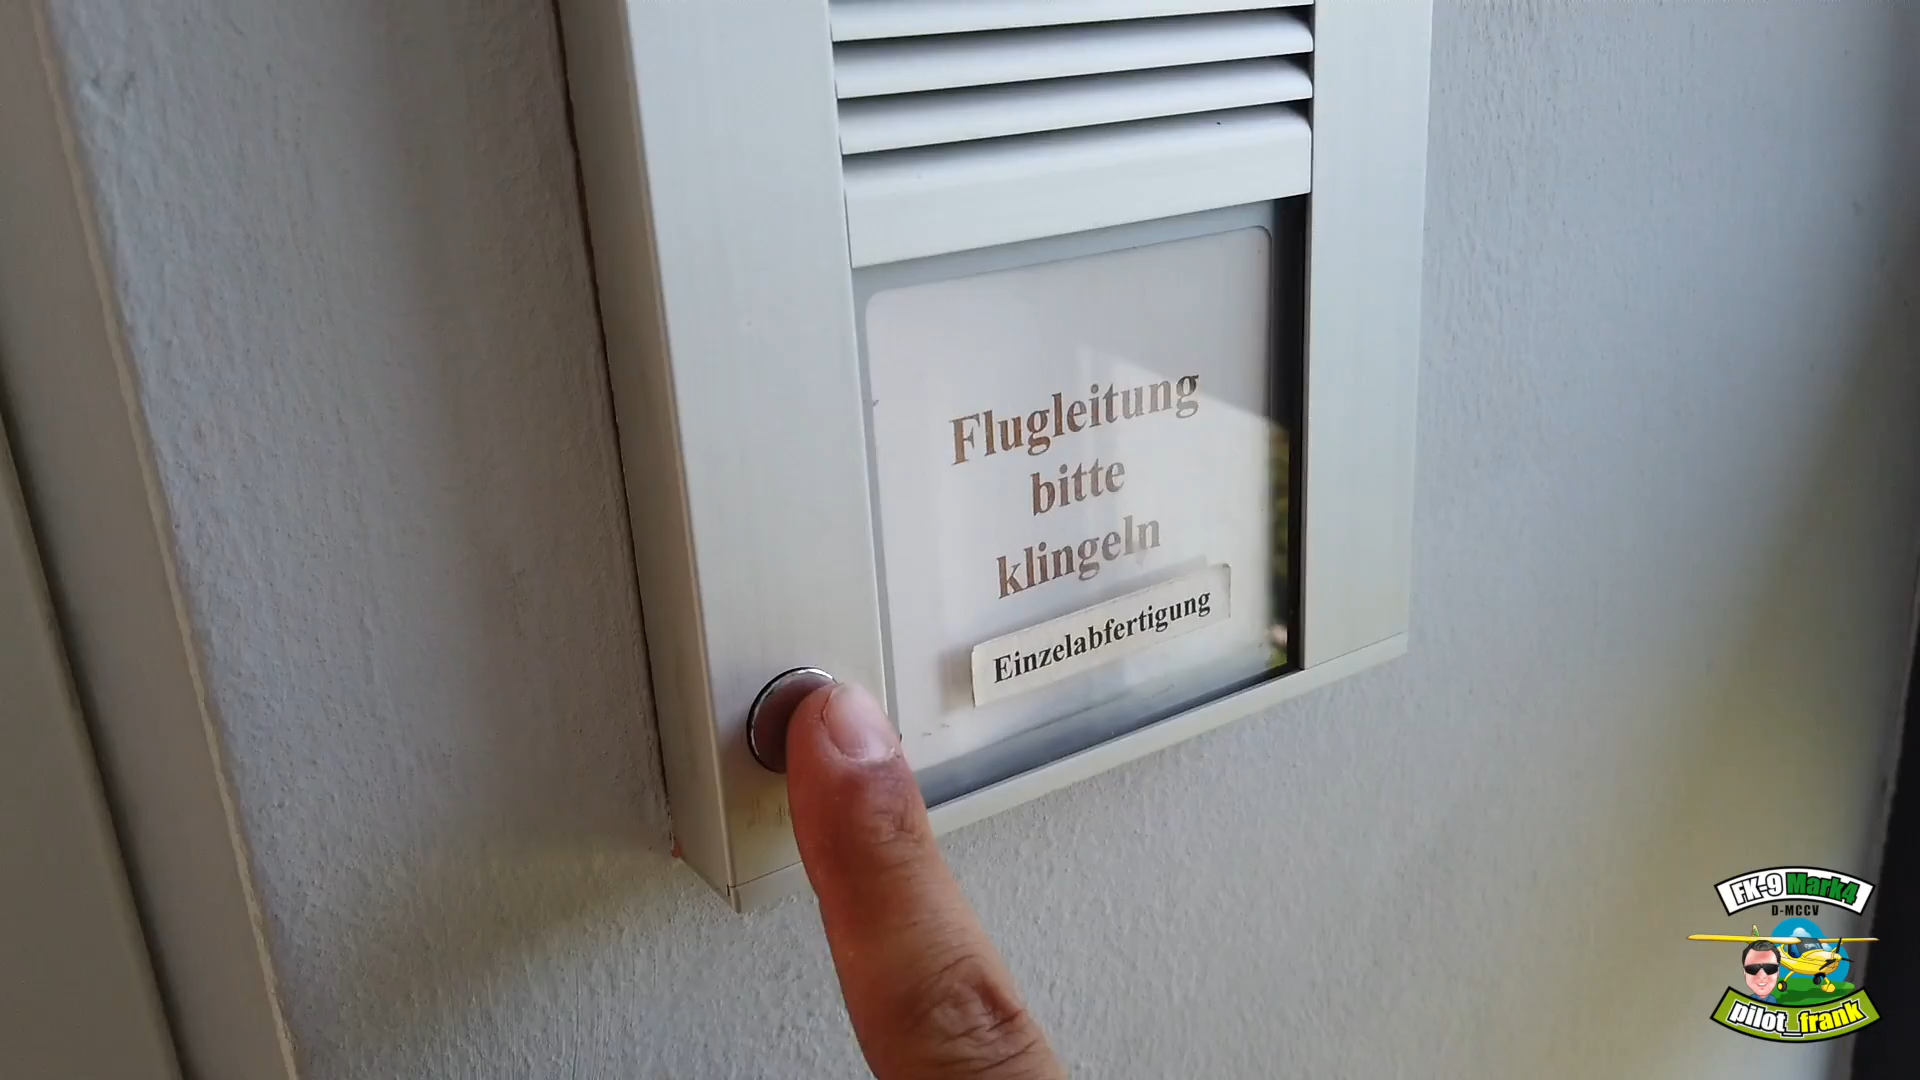 Flugleitung
bitte
klingeln
Einzelabfertigung
FK-9 Mark4
D-MCCV
pilot_frank